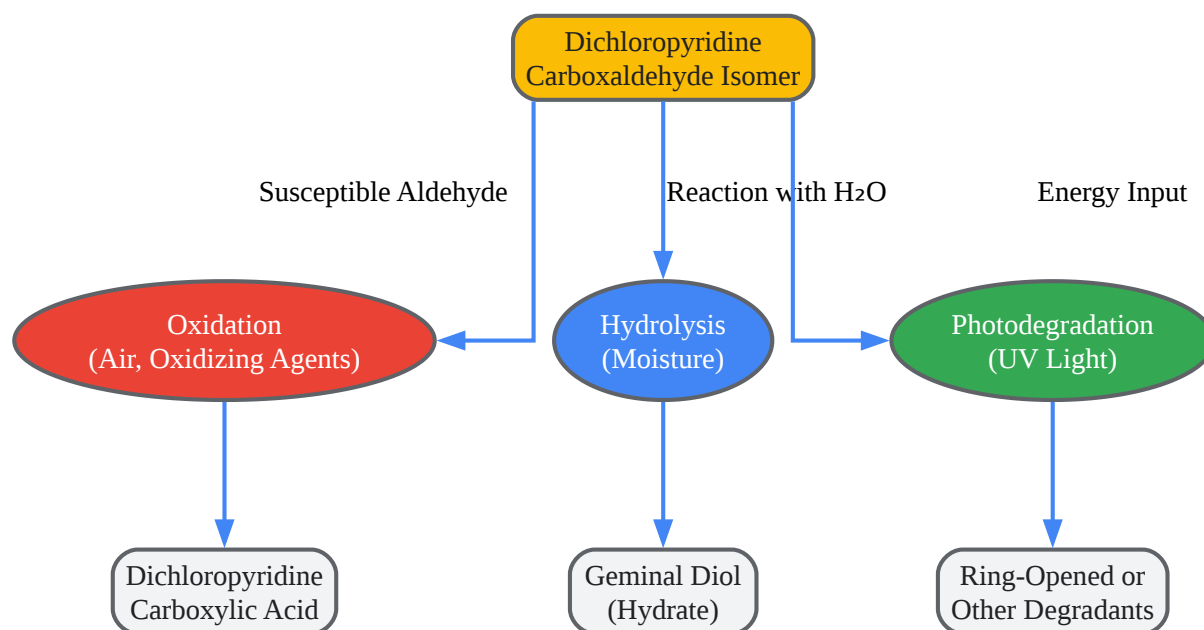 Dichloropyridine
Carboxaldehyde Isomer
Susceptible Aldehyde
Reaction with H₂O
Energy Input
Oxidation
(Air, Oxidizing Agents)
Hydrolysis
(Moisture)
Photodegradation
(UV Light)
Dichloropyridine
Carboxylic Acid
Geminal Diol
(Hydrate)
Ring-Opened or
Other Degradants